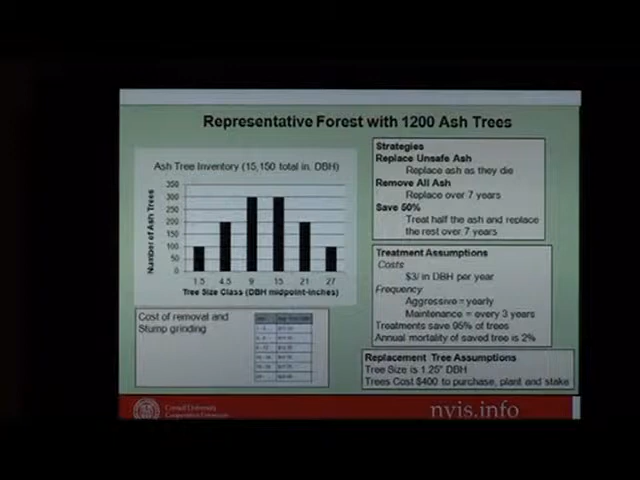 Representative Forest with 1200 Ash Trees
Ash Tree Inventory (15,150 total in. DBH)
Number of Ash Trees
350
300
250
200
150
100
50
0
1.5 4.5 9 15 21 27
Tree Size Class (DBH midpoint-inches)
Cost of removal and
Stump grinding
Strategies
Replace Unsafe Ash
Replace ash as they die
Remove All Ash
Replace over 7 years
Save 50%
Treat half the ash and replace
the rest over 7 years
Treatment Assumptions
Costs
$3/ in DBH per year
Frequency
Aggressive = yearly
Maintenance = every 3 years
Treatments save 95% of trees
Annual mortality of saved tree is 2%
Replacement Tree Assumptions
Tree Size is 1.25" DBH
Trees Cost $400 to purchase, plant and stake
Cornell University
Cooperative Extension
nyis.info